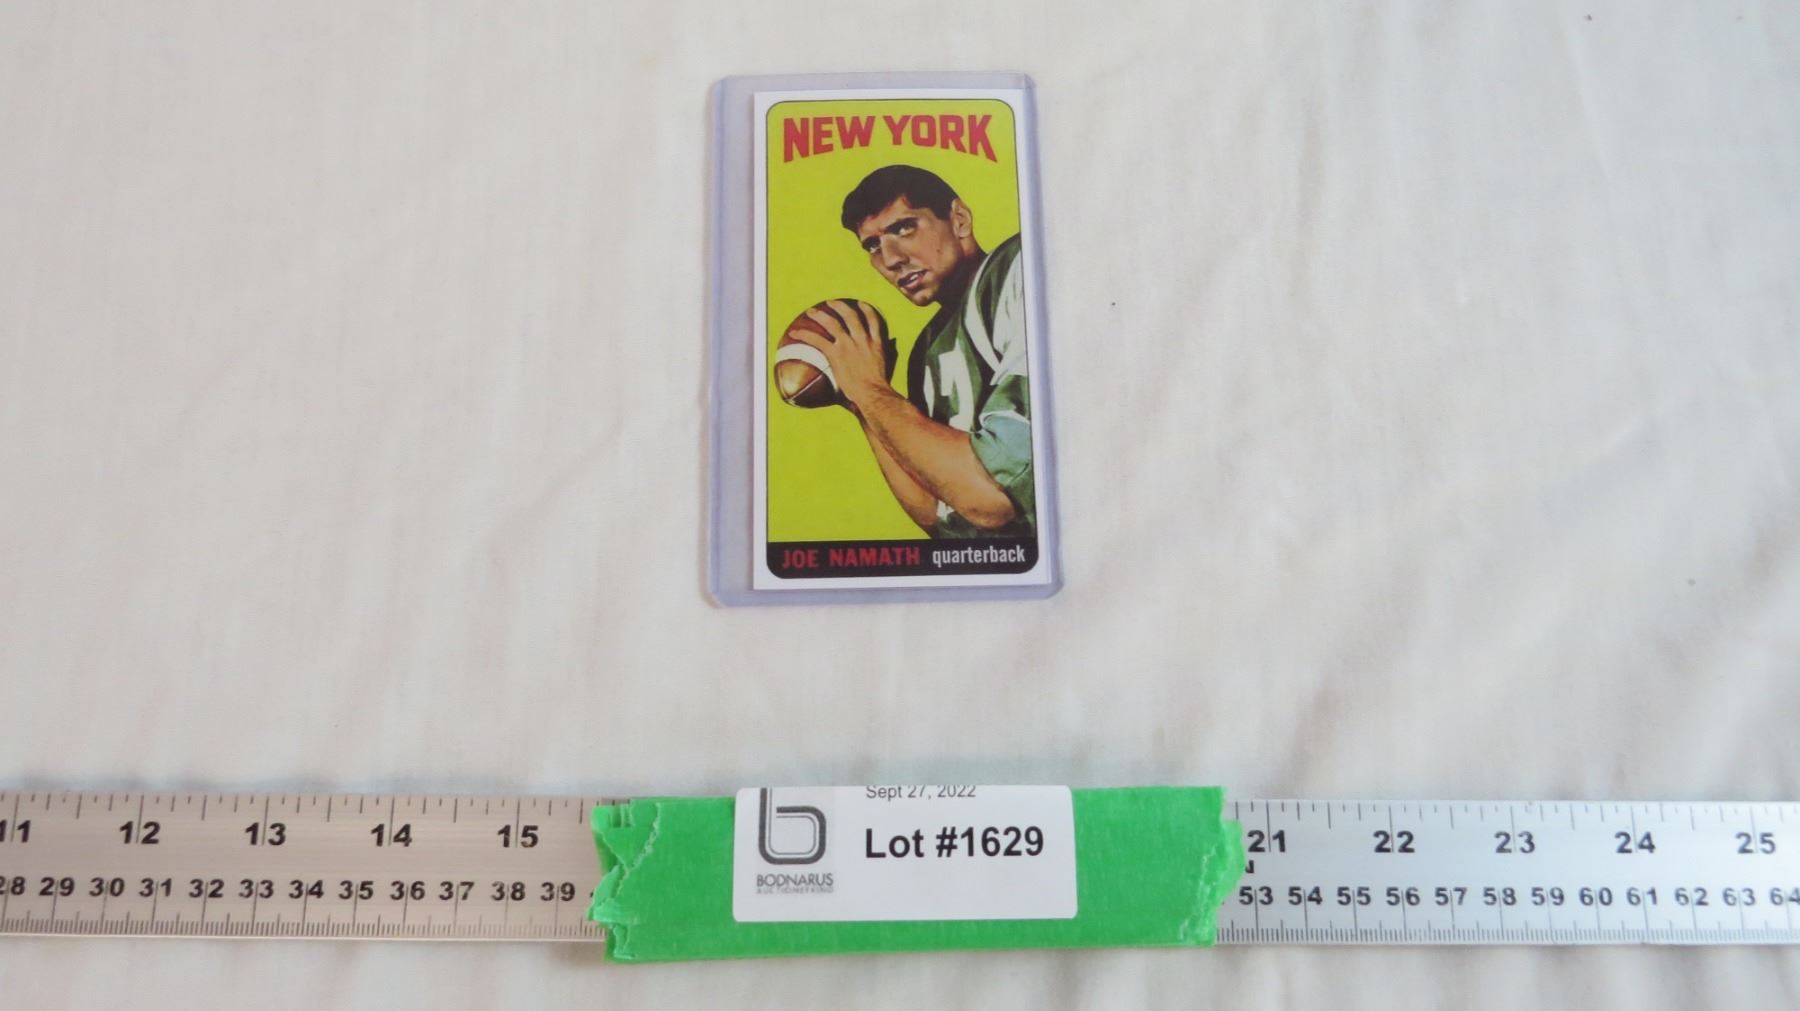 NEW YORK
JOE NAMATH quarterback
Sept 27, 2022
Lot #1629
BODNARUS
AUCTIONEERING
11 12 13 14 15 21 22 23 24 25
28 29 30 31 32 33 34 35 36 37 38 39 53 54 55 56 57 58 59 60 61 62 63 64